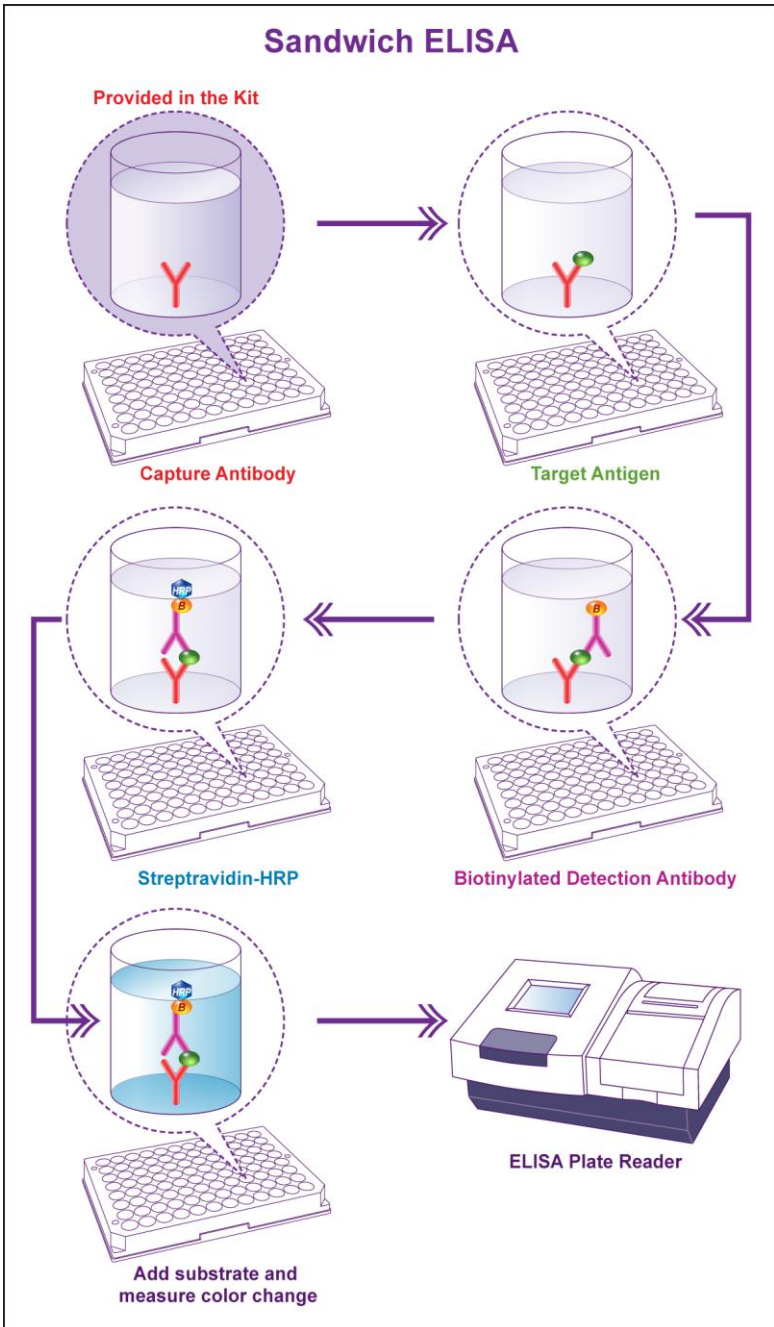 Sandwich ELISA
Provided in the Kit
Capture Antibody
Target Antigen
B
Biotinylated Detection Antibody
HRP
B
Streptravidin-HRP
HRP
B
Add substrate and
measure color change
ELISA Plate Reader